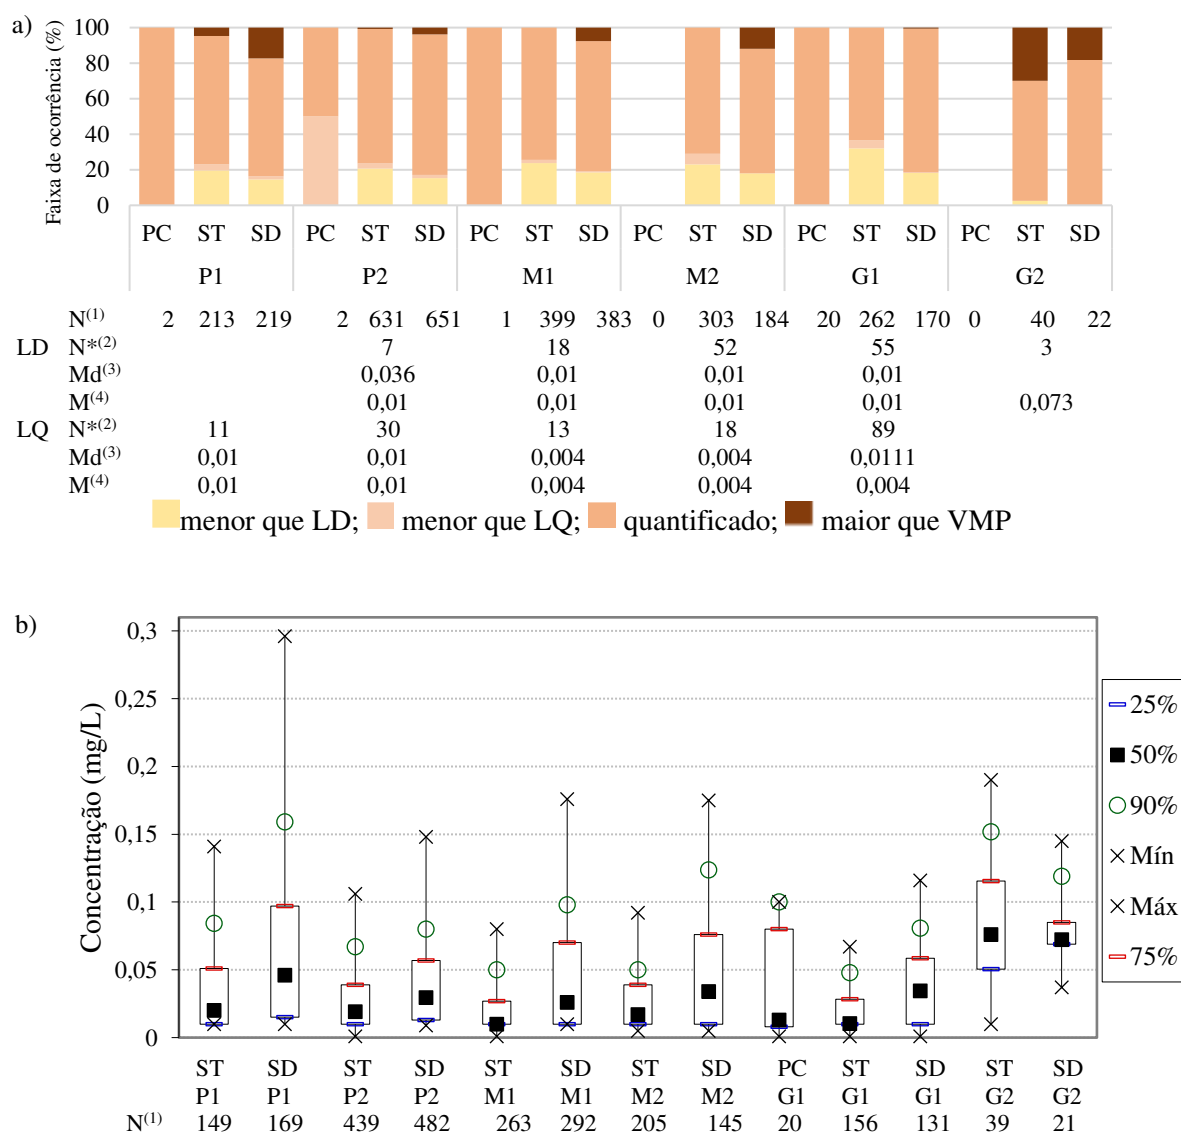 a)
Faixa de ocorrência (%)
100
80
60
40
20
0
PC ST SD PC ST SD PC ST SD PC ST SD PC ST SD PC ST SD
P1 P2 M1 M2 G1 G2
N(1) 2 213 219 2 631 651 1 399 383 0 303 184 20 262 170 0 40 22
LD N*(2) 7 18 52 55 3
Md(3) 0,036 0,01 0,01 0,01
M(4) 0,01 0,01 0,01 0,01 0,073
LQ N*(2) 11 30 13 18 89
Md(3) 0,01 0,01 0,004 0,004 0,0111
M(4) 0,01 0,01 0,004 0,004 0,004
menor que LD; menor que LQ; quantificado; maior que VMP
b)
Concentração (mg/L)
0,3
0,25
0,2
0,15
0,1
0,05
0
25%
50%
90%
Mín
Máx
75%
ST SD ST SD ST SD ST SD PC ST SD ST SD
P1 P1 P2 P2 M1 M1 M2 M2 G1 G1 G1 G2 G2
N(1) 149 169 439 482 263 292 205 145 20 156 131 39 21